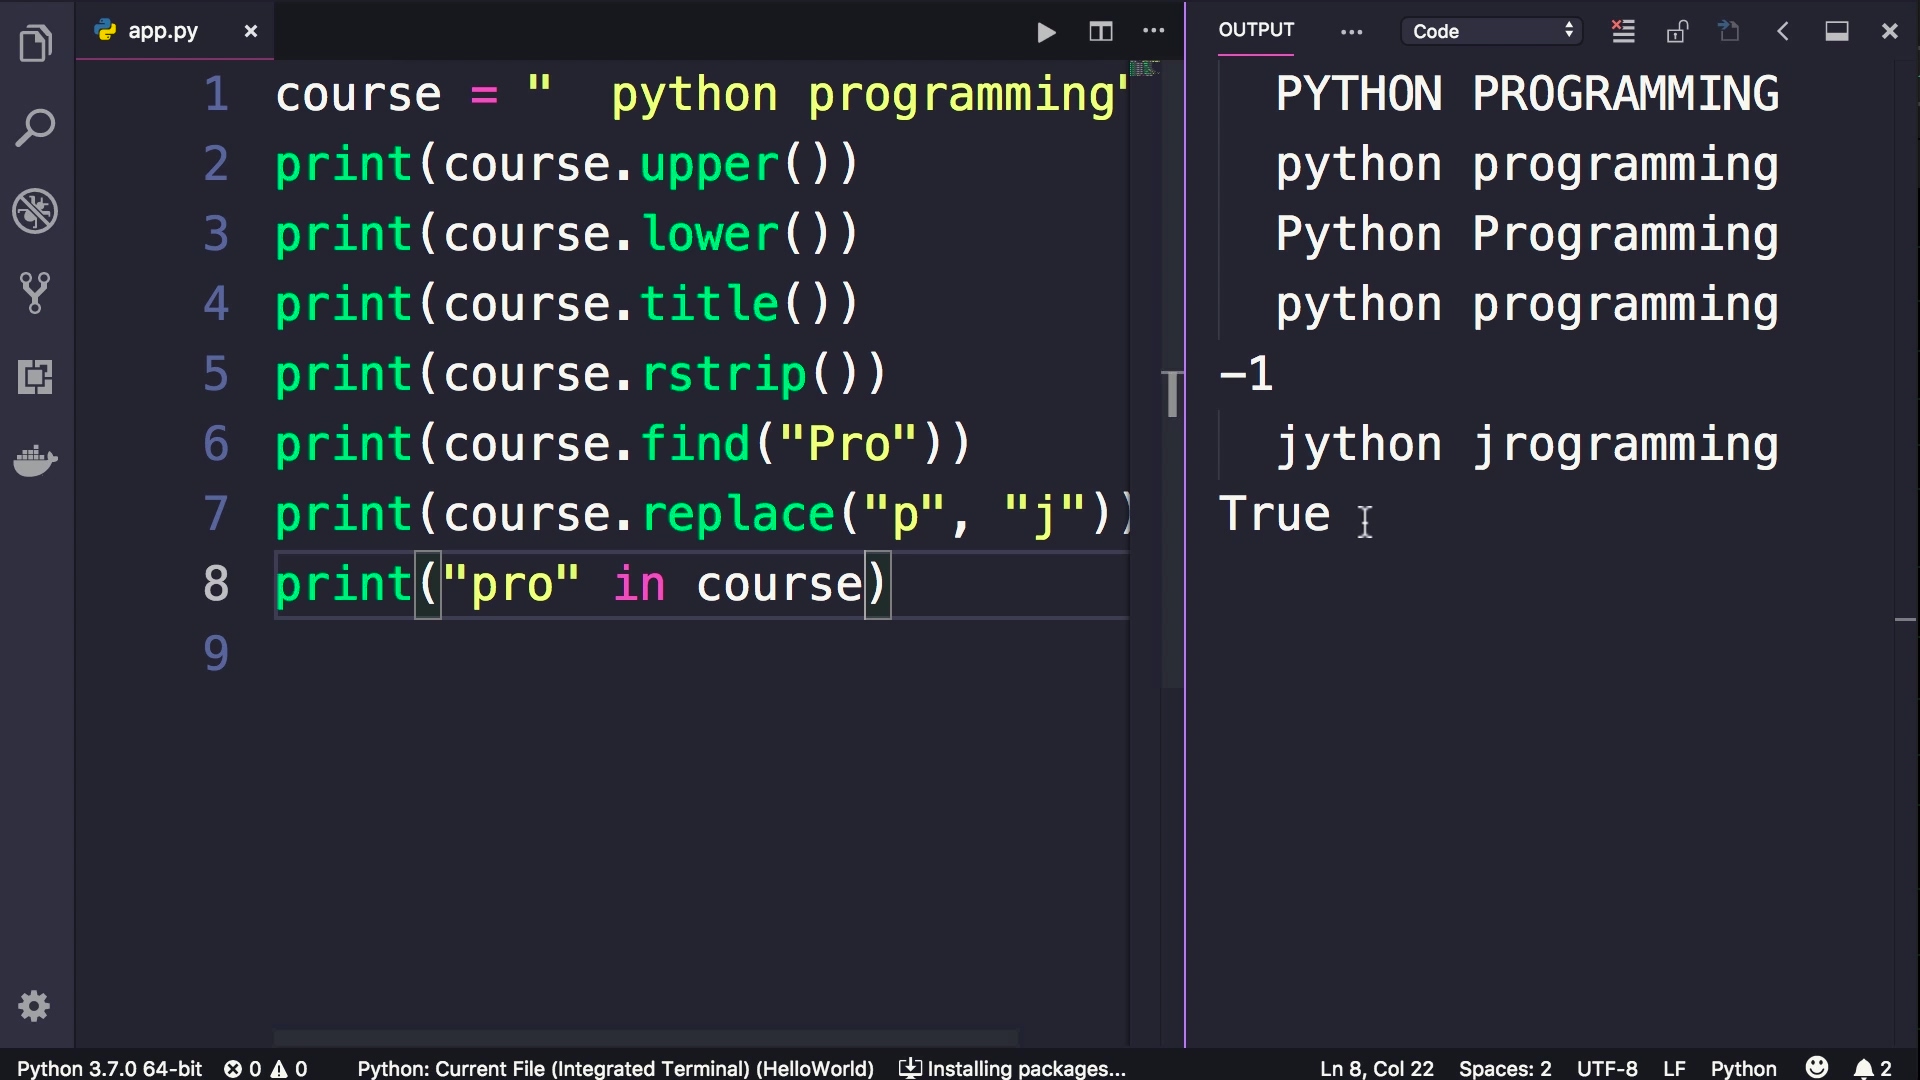 app.py
OUTPUT
Code
1 course = "  python programming"
2 print(course.upper())
3 print(course.lower())
4 print(course.title())
5 print(course.rstrip())
6 print(course.find("Pro"))
7 print(course.replace("p", "j"))
8 print("pro" in course)
9
PYTHON PROGRAMMING
python programming
Python Programming
python programming
-1
jython jrogramming
True
Python 3.7.0 64-bit 0 0 Python: Current File (Integrated Terminal) (HelloWorld) Installing packages... Ln 8, Col 22 Spaces: 2 UTF-8 LF Python 2